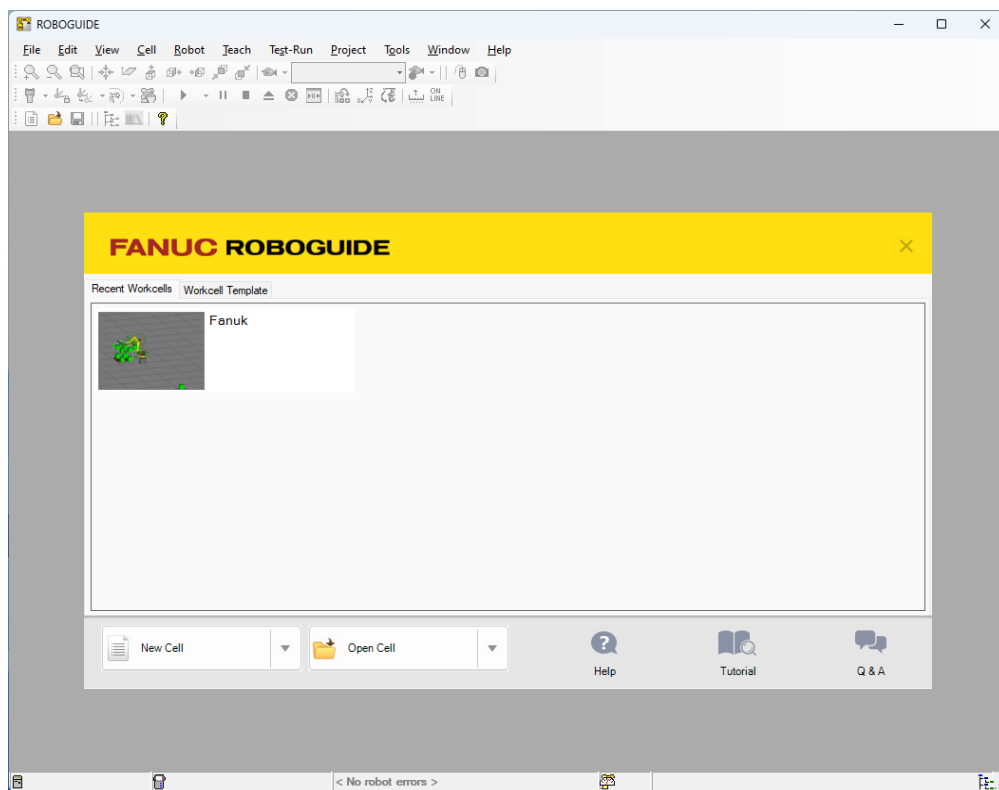 ROBOGUIDE
File Edit View Cell Robot Teach Test-Run Project Tools Window Help
ON
LINE
FANUC ROBOGUIDE
Recent Workcells Workcell Template
Fanuk
New Cell Open Cell
Help Tutorial Q & A
< No robot errors >